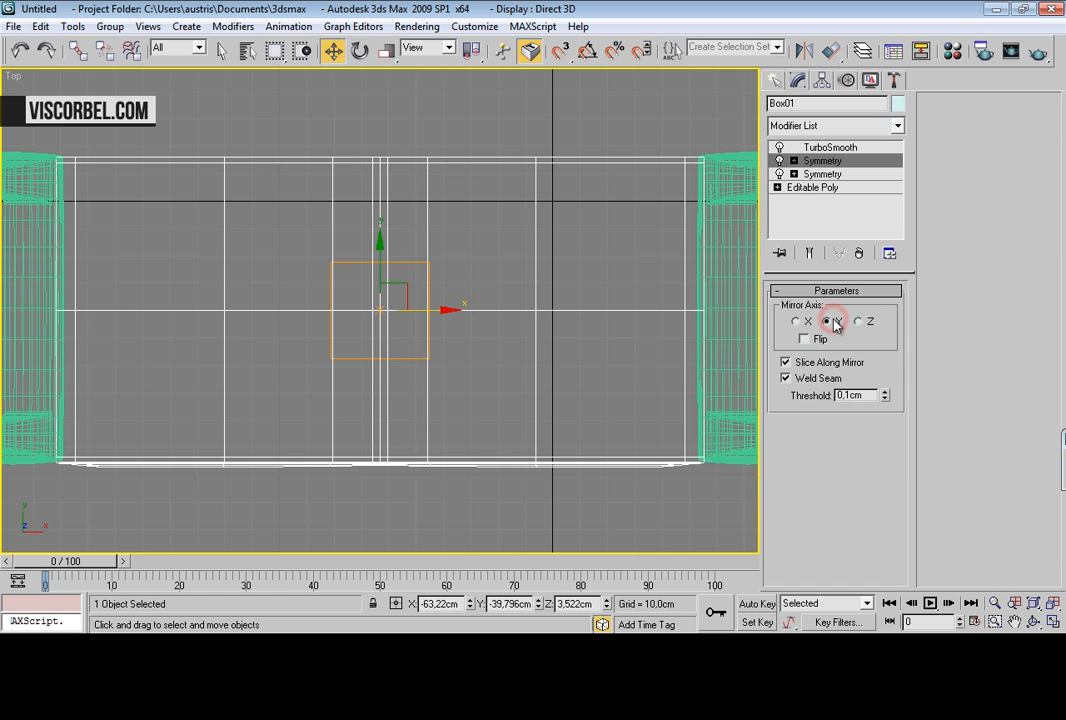 Untitled - Project Folder: C:\Users\austris\Documents\3dsmax - Autodesk 3ds Max 2009 SP1 x64 - Display : Direct 3D
File Edit Tools Group Views Create Modifiers Animation Graph Editors Rendering Customize MAXScript Help
All View Create Selection Set
Top
VISCORBEL.COM
Box01
Modifier List
TurboSmooth
Symmetry
Symmetry
Editable Poly
- Parameters
Mirror Axis:
X Y Z
Flip
Slice Along Mirror
Weld Seam
Threshold: 0,1cm
y
x
y
z x
0 / 100
0 10 20 30 40 50 60 70 80 90 100
1 Object Selected X: -63,22cm Y: -39,796cm Z: 3,522cm Grid = 10,0cm Auto Key Selected
AXScript. Click and drag to select and move objects Add Time Tag Set Key Key Filters... 0